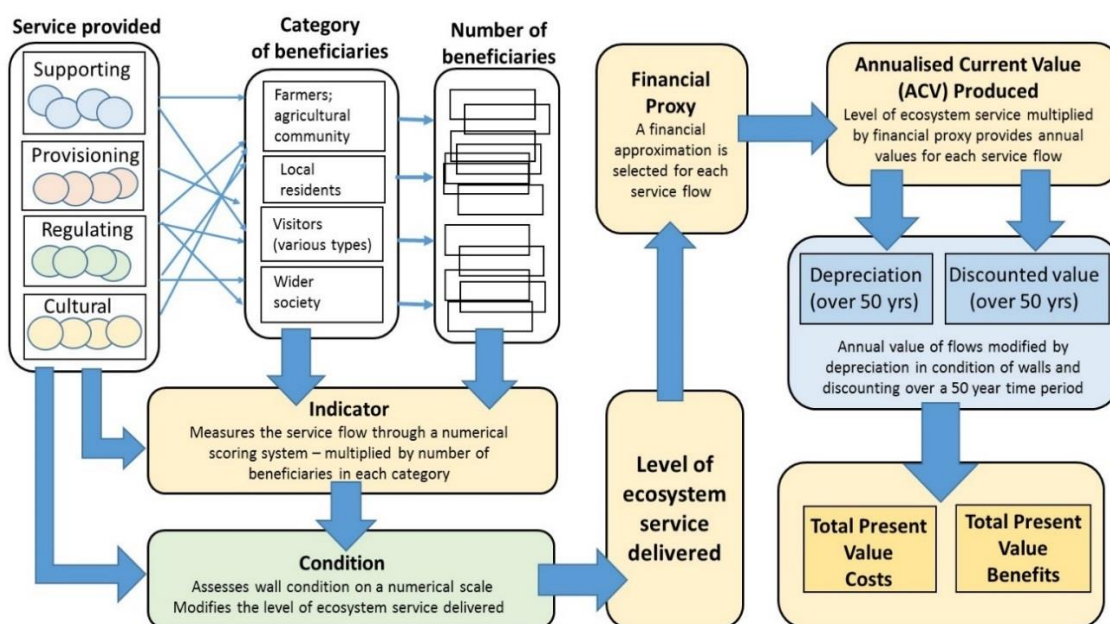 Service provided
Supporting
Provisioning
Regulating
Cultural
Category
of beneficiaries
Farmers;
agricultural
community
Local
residents
Visitors
(various types)
Wider
society
Number of
beneficiaries
Indicator
Measures the service flow through a numerical
scoring system – multiplied by number of
beneficiaries in each category
Condition
Assesses wall condition on a numerical scale
Modifies the level of ecosystem service delivered
Level of
ecosystem
service
delivered
Financial
Proxy
A financial
approximation is
selected for each
service flow
Annualised Current Value
(ACV) Produced
Level of ecosystem service multiplied
by financial proxy provides annual
values for each service flow
Depreciation
(over 50 yrs)
Discounted value
(over 50 yrs)
Annual value of flows modified by
depreciation in condition of walls and
discounting over a 50 year time period
Total Present
Value
Costs
Total Present
Value
Benefits